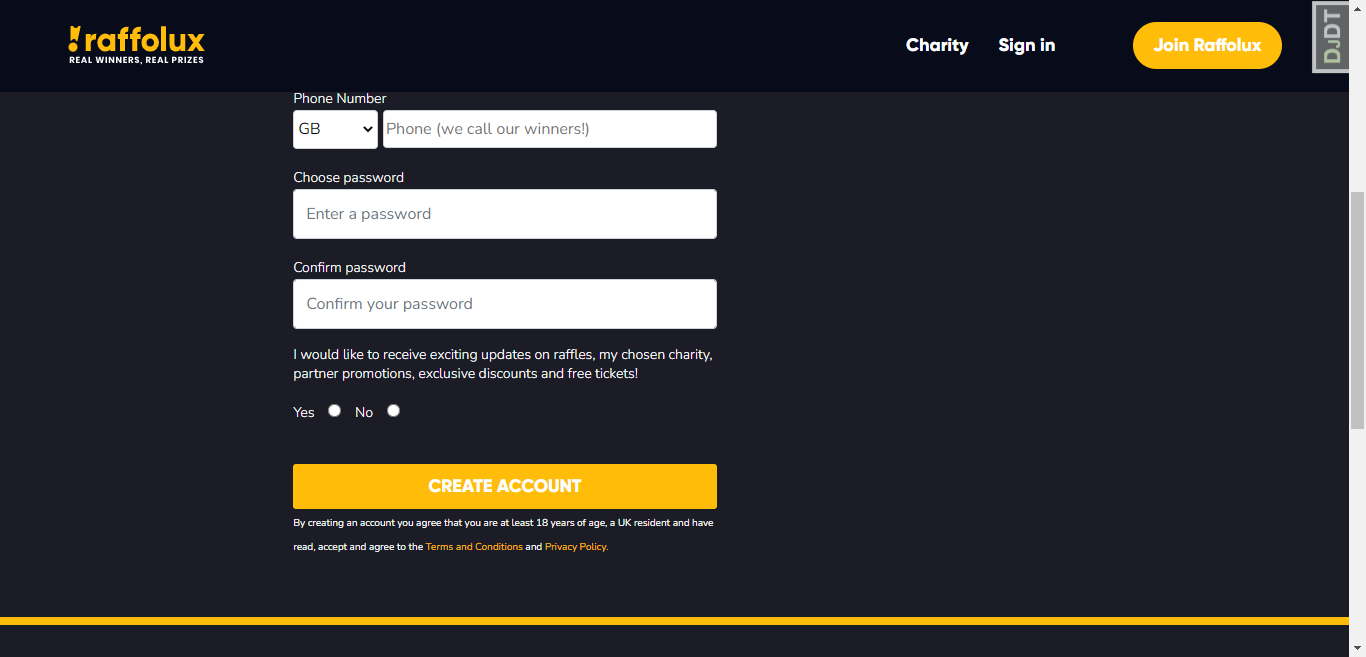 raffolux
REAL WINNERS, REAL PRIZES
Charity
Sign in
Join Raffolux
DJDT
Phone Number
GB
Phone (we call our winners!)
Choose password
Enter a password
Confirm password
Confirm your password
I would like to receive exciting updates on raffles, my chosen charity,
partner promotions, exclusive discounts and free tickets!
Yes No
CREATE ACCOUNT
By creating an account you agree that you are at least 18 years of age, a UK resident and have
read, accept and agree to the Terms and Conditions and Privacy Policy.